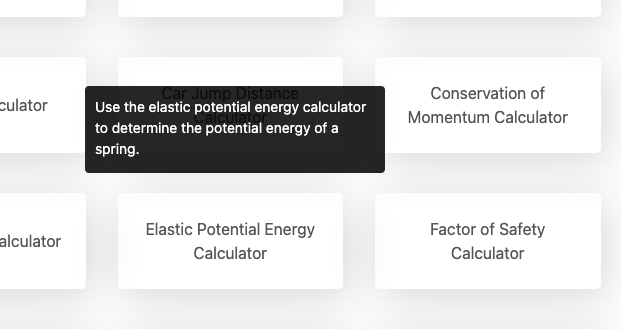 Car Jump Distance
Calculator
Use the elastic potential energy calculator
to determine the potential energy of a
spring.
culator
Conservation of
Momentum Calculator
alculator
Elastic Potential Energy
Calculator
Factor of Safety
Calculator